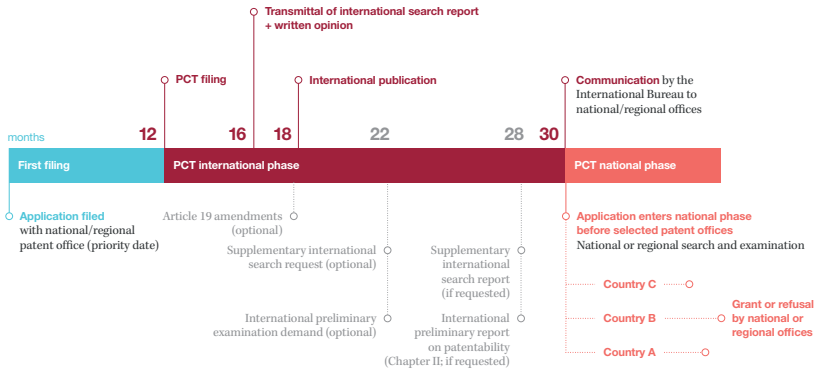 Transmittal of international search report
+ written opinion
PCT filing
International publication
Communication by the
International Bureau to
national/regional offices
months
12
16
18
22
28
30
First filing
PCT international phase
PCT national phase
Application filed
with national/regional
patent office (priority date)
Article 19 amendments
(optional)
Supplementary international
search request (optional)
International preliminary
examination demand (optional)
Supplementary
international
search report
(if requested)
International
preliminary report
on patentability
(Chapter II; if requested)
Application enters national phase
before selected patent offices
National or regional search and examination
Country C
Country B
Country A
Grant or refusal
by national or
regional offices